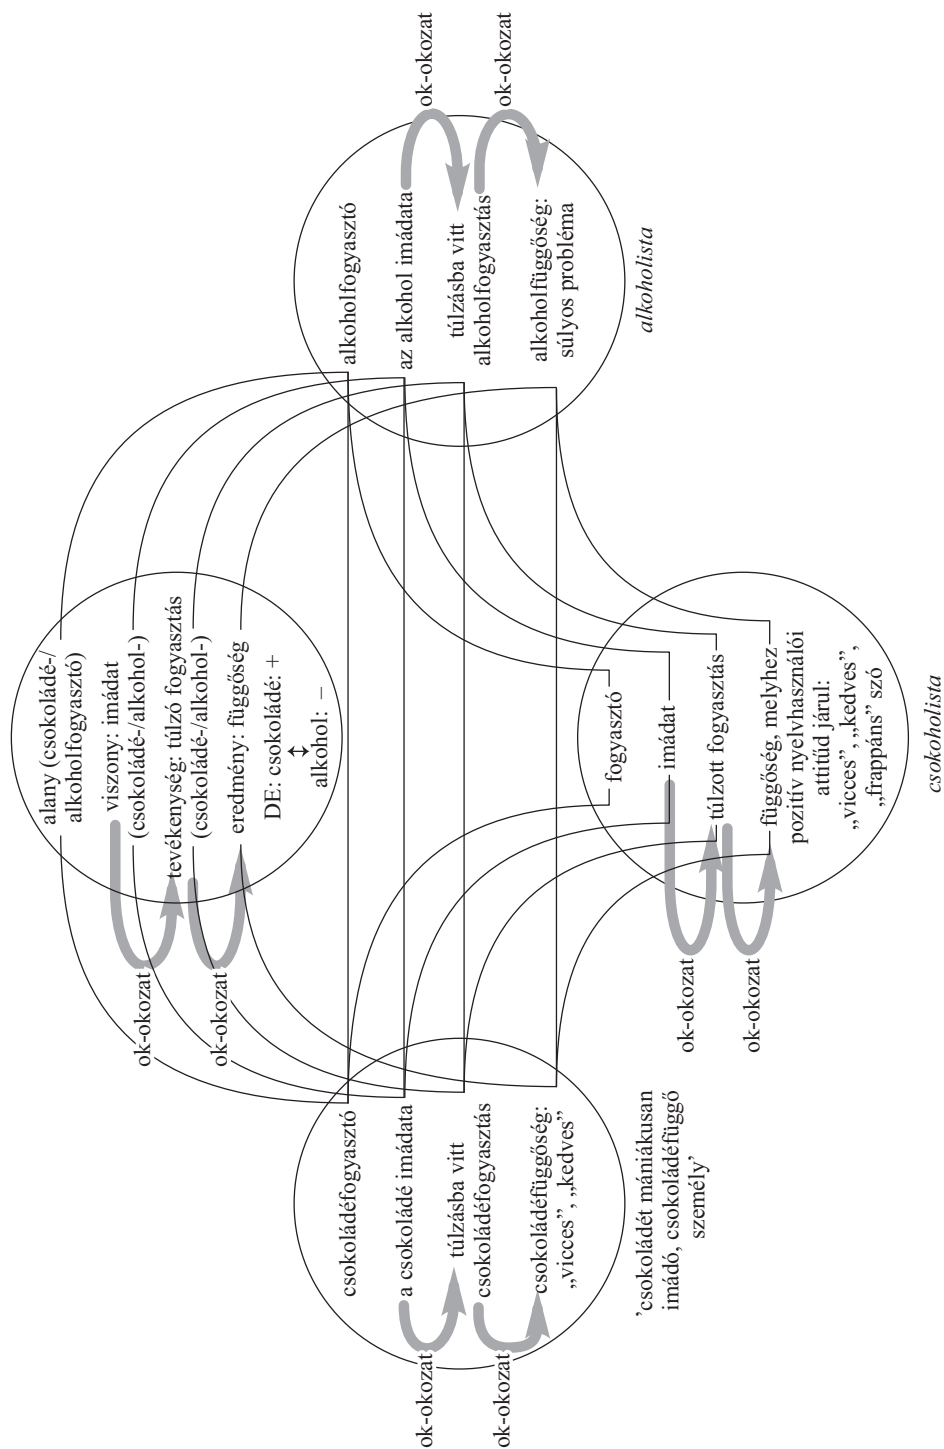 alany (csokoládé-/
alkoholfogyasztó)
viszony: imádat
(csokoládé-/alkohol-)
tevékenység: túlzó fogyasztás
(csokoládé-/alkohol-)
eredmény: függőség
DE: csokoládé: +
↕
alkohol: –
ok-okozat
ok-okozat
csokoládéfogyasztó
a csokoládé imádata
túlzásba vitt
csokoládéfogyasztás
csokoládéfüggőség:
„vicces”, „kedves”
ok-okozat
ok-okozat
’csokoládét mániákusan
imádó, csokoládéfüggő
személy’
alkoholfogyasztó
az alkohol imádata
túlzásba vitt
alkoholfogyasztás
alkoholfüggőség:
súlyos probléma
ok-okozat
ok-okozat
alkoholista
fogyasztó
imádat
túlzott fogyasztás
függőség, melyhez
pozitív nyelvhasználói
attitűd járul:
„vicces”, „kedves”,
„frappáns” szó
ok-okozat
ok-okozat
csokoholista